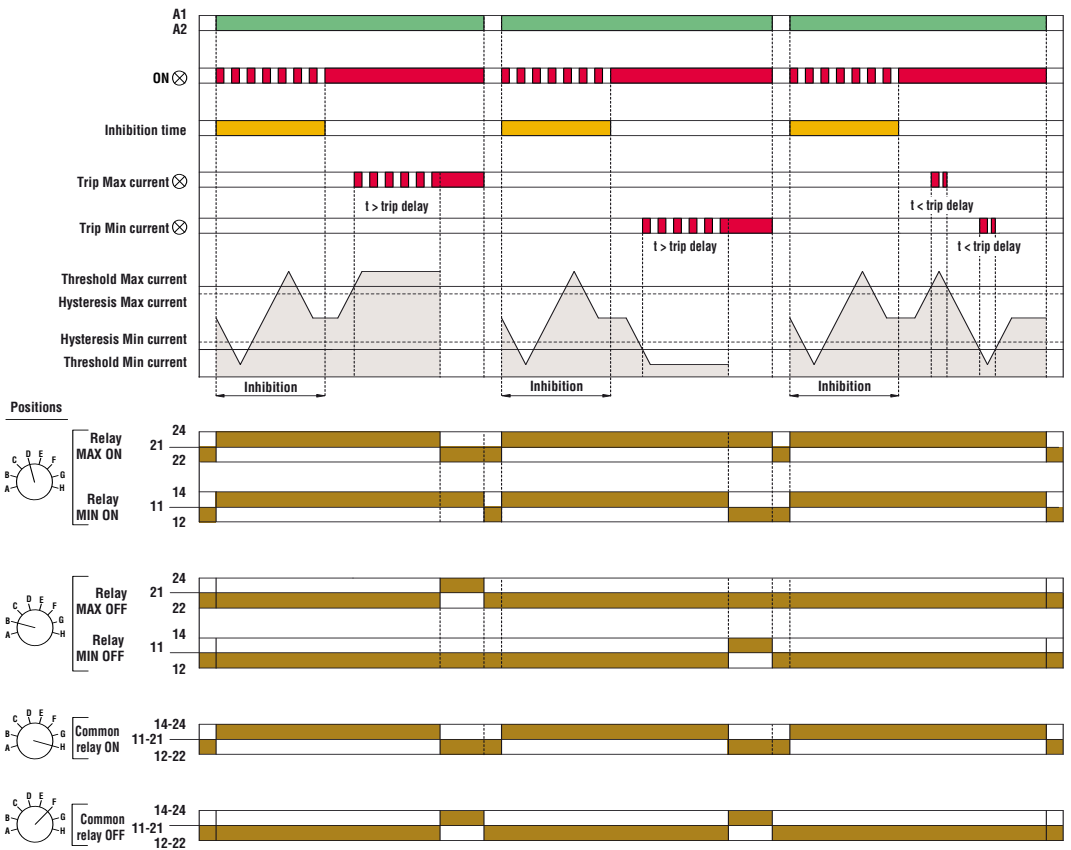 A1
A2
ON
Inhibition time
Trip Max current
t > trip delay
t < trip delay
Trip Min current
t > trip delay
t < trip delay
Threshold Max current
Hysteresis Max current
Hysteresis Min current
Threshold Min current
Inhibition
Inhibition
Inhibition
Positions
A B C D E F G H
Relay
MAX ON
21
24
22
Relay
MIN ON
11
14
12
A B C D E F G H
Relay
MAX OFF
21
24
22
Relay
MIN OFF
11
14
12
A B C D E F G H
Common
relay ON
14-24
11-21
12-22
A B C D E F G H
Common
relay OFF
14-24
11-21
12-22